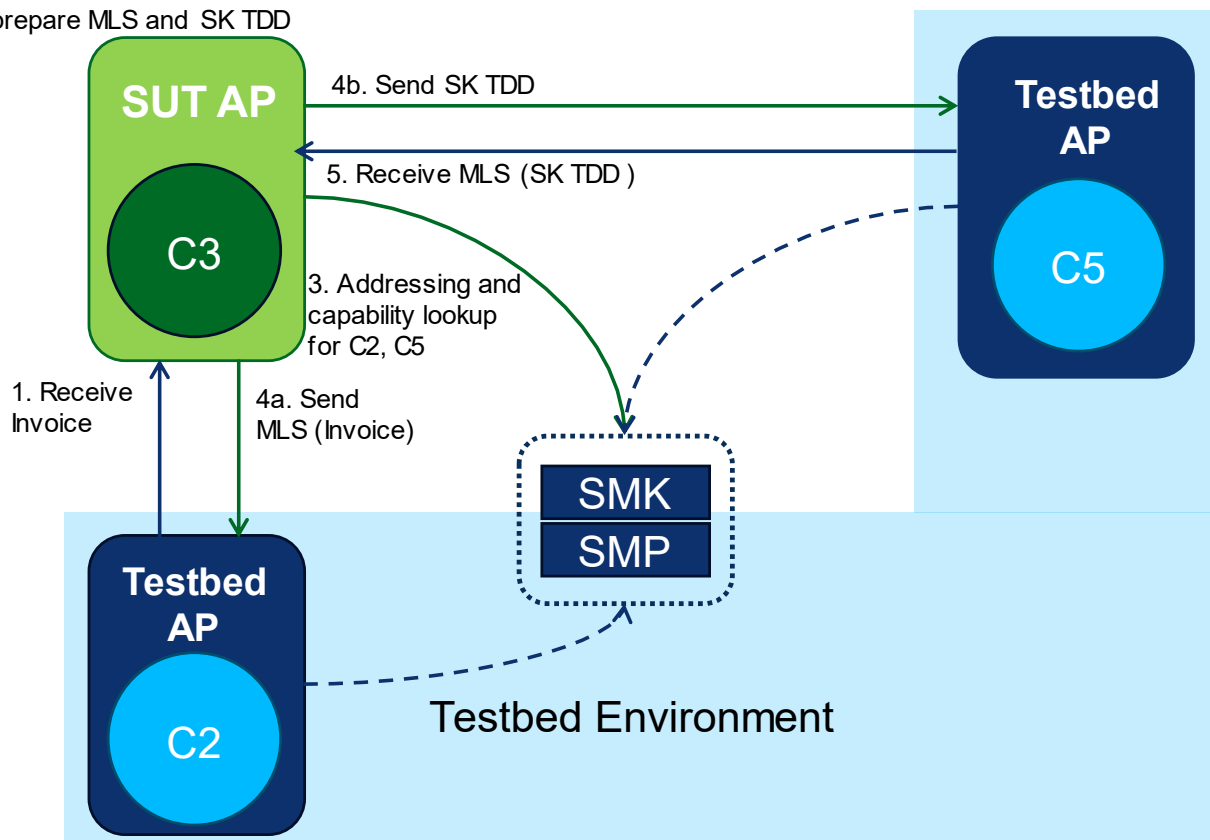 prepare MLS and SK TDD
SUT AP
4b. Send SK TDD
Testbed
AP
5. Receive MLS (SK TDD )
C3
C5
3. Addressing and
capability lookup
for C2, C5
1. Receive
Invoice
4a. Send
MLS (Invoice)
SMK
SMP
Testbed
AP
C2
Testbed Environment